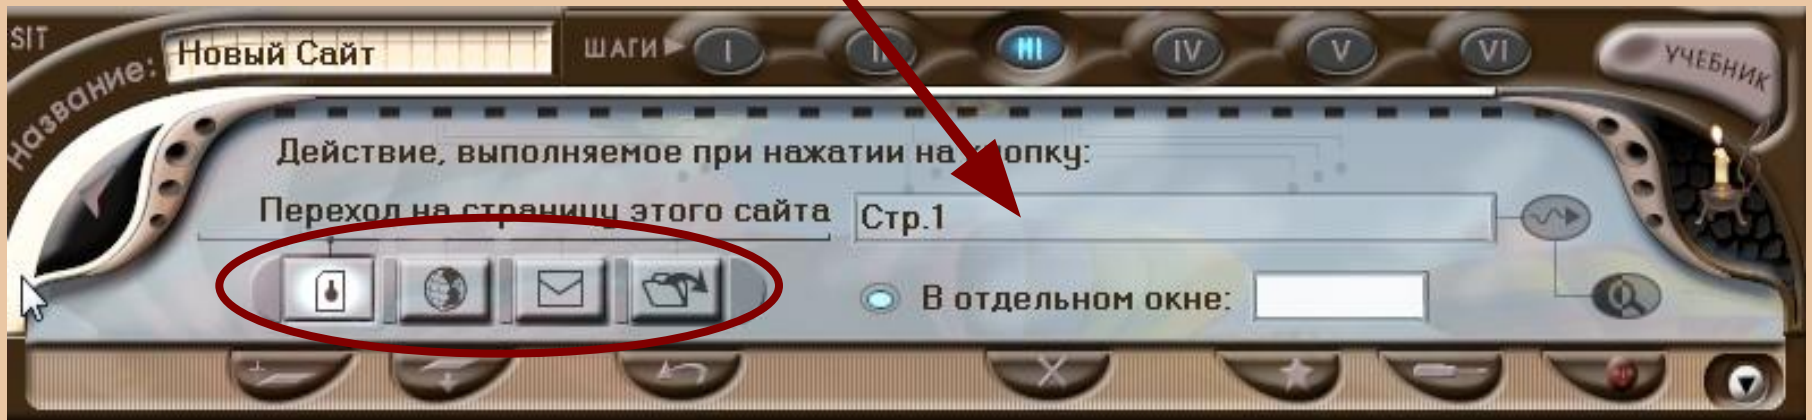 SIT
Название:
Новый Сайт
ШАГИ
I
II
III
IV
V
VI
УЧЕБНИК
Действие, выполняемое при нажатии на кнопку:
Переход на страницу этого сайта
Стр.1
В отдельном окне: